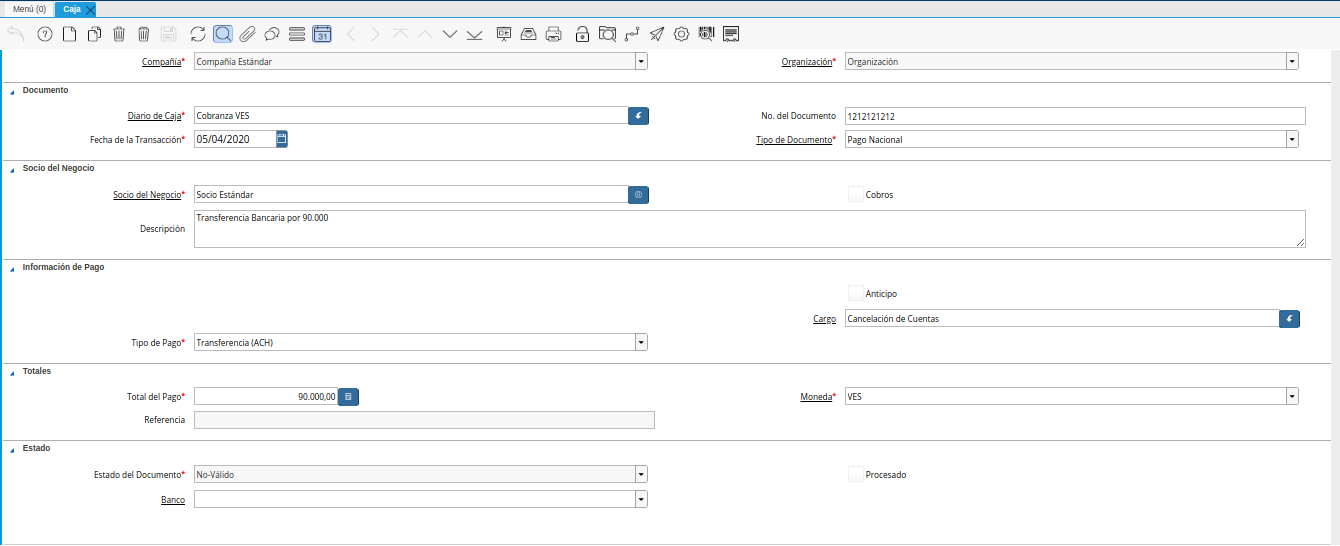 Menú (0) Caja
31
Compañía* Compañía Estándar Organización* Organización
Documento
Diario de Caja* Cobranza VES No. del Documento 1212121212
Fecha de la Transacción* 05/04/2020 Tipo de Documento* Pago Nacional
Socio del Negocio
Socio del Negocio* Socio Estándar Cobros
Descripción Transferencia Bancaria por 90.000
Información de Pago
Anticipo
Cargo Cancelación de Cuentas
Tipo de Pago* Transferencia (ACH)
Totales
Total del Pago* 90.000,00 Moneda* VES
Referencia
Estado
Estado del Documento* No-Válido Procesado
Banco